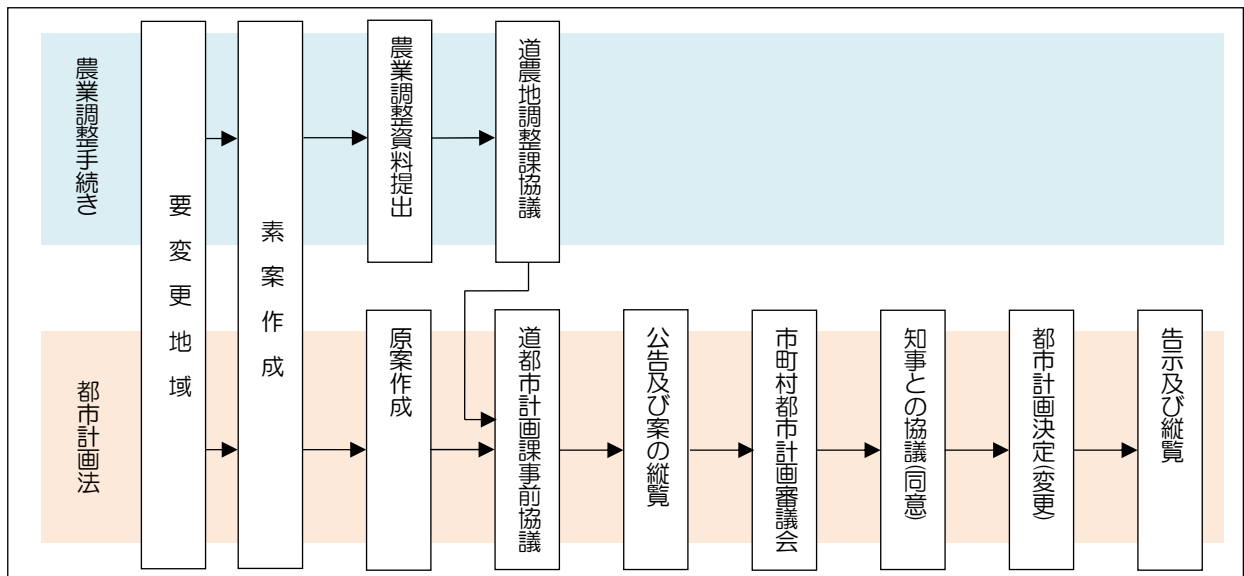 農業調整手続き
要変更地域
素案作成
農業調整資料提出
道農地調整課協議
都市計画法
原案作成
道都市計画課事前協議
公告及び案の縦覧
市町村都市計画審議会
知事との協議(同意)
都市計画決定(変更)
告示及び縦覧